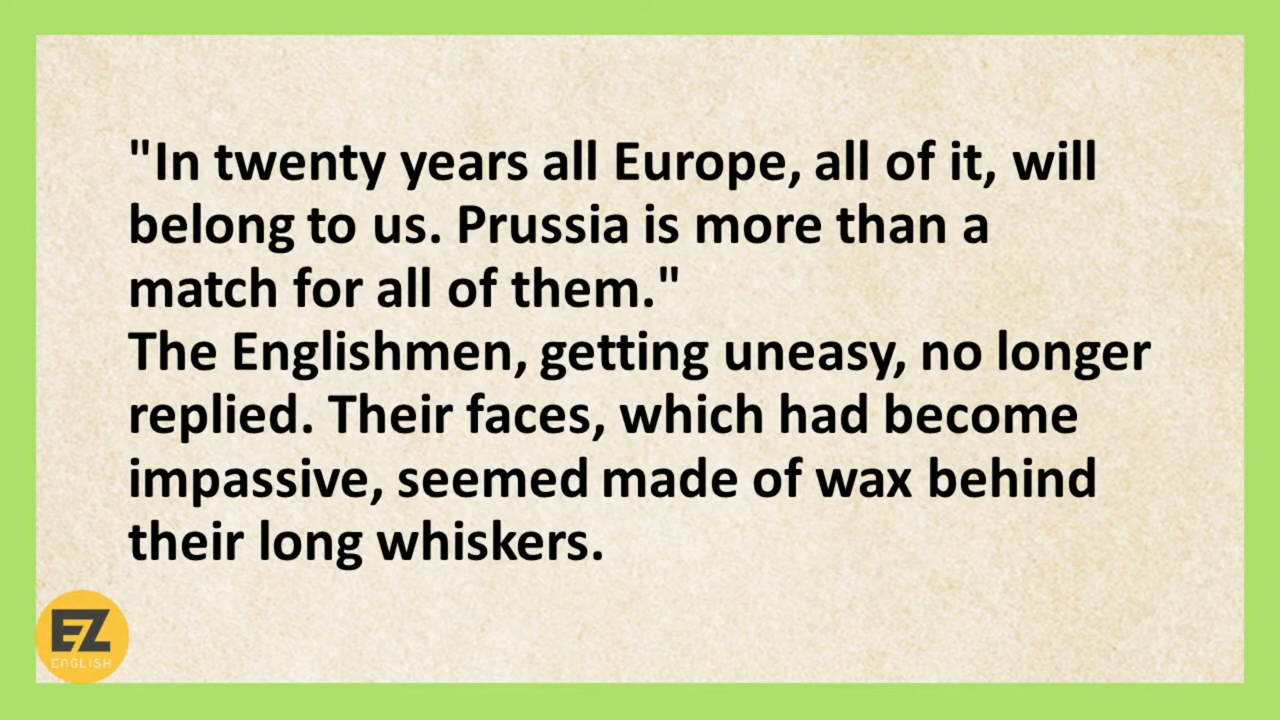 "In twenty years all Europe, all of it, will
belong to us. Prussia is more than a
match for all of them."
The Englishmen, getting uneasy, no longer
replied. Their faces, which had become
impassive, seemed made of wax behind
their long whiskers.
EZ
ENGLISH